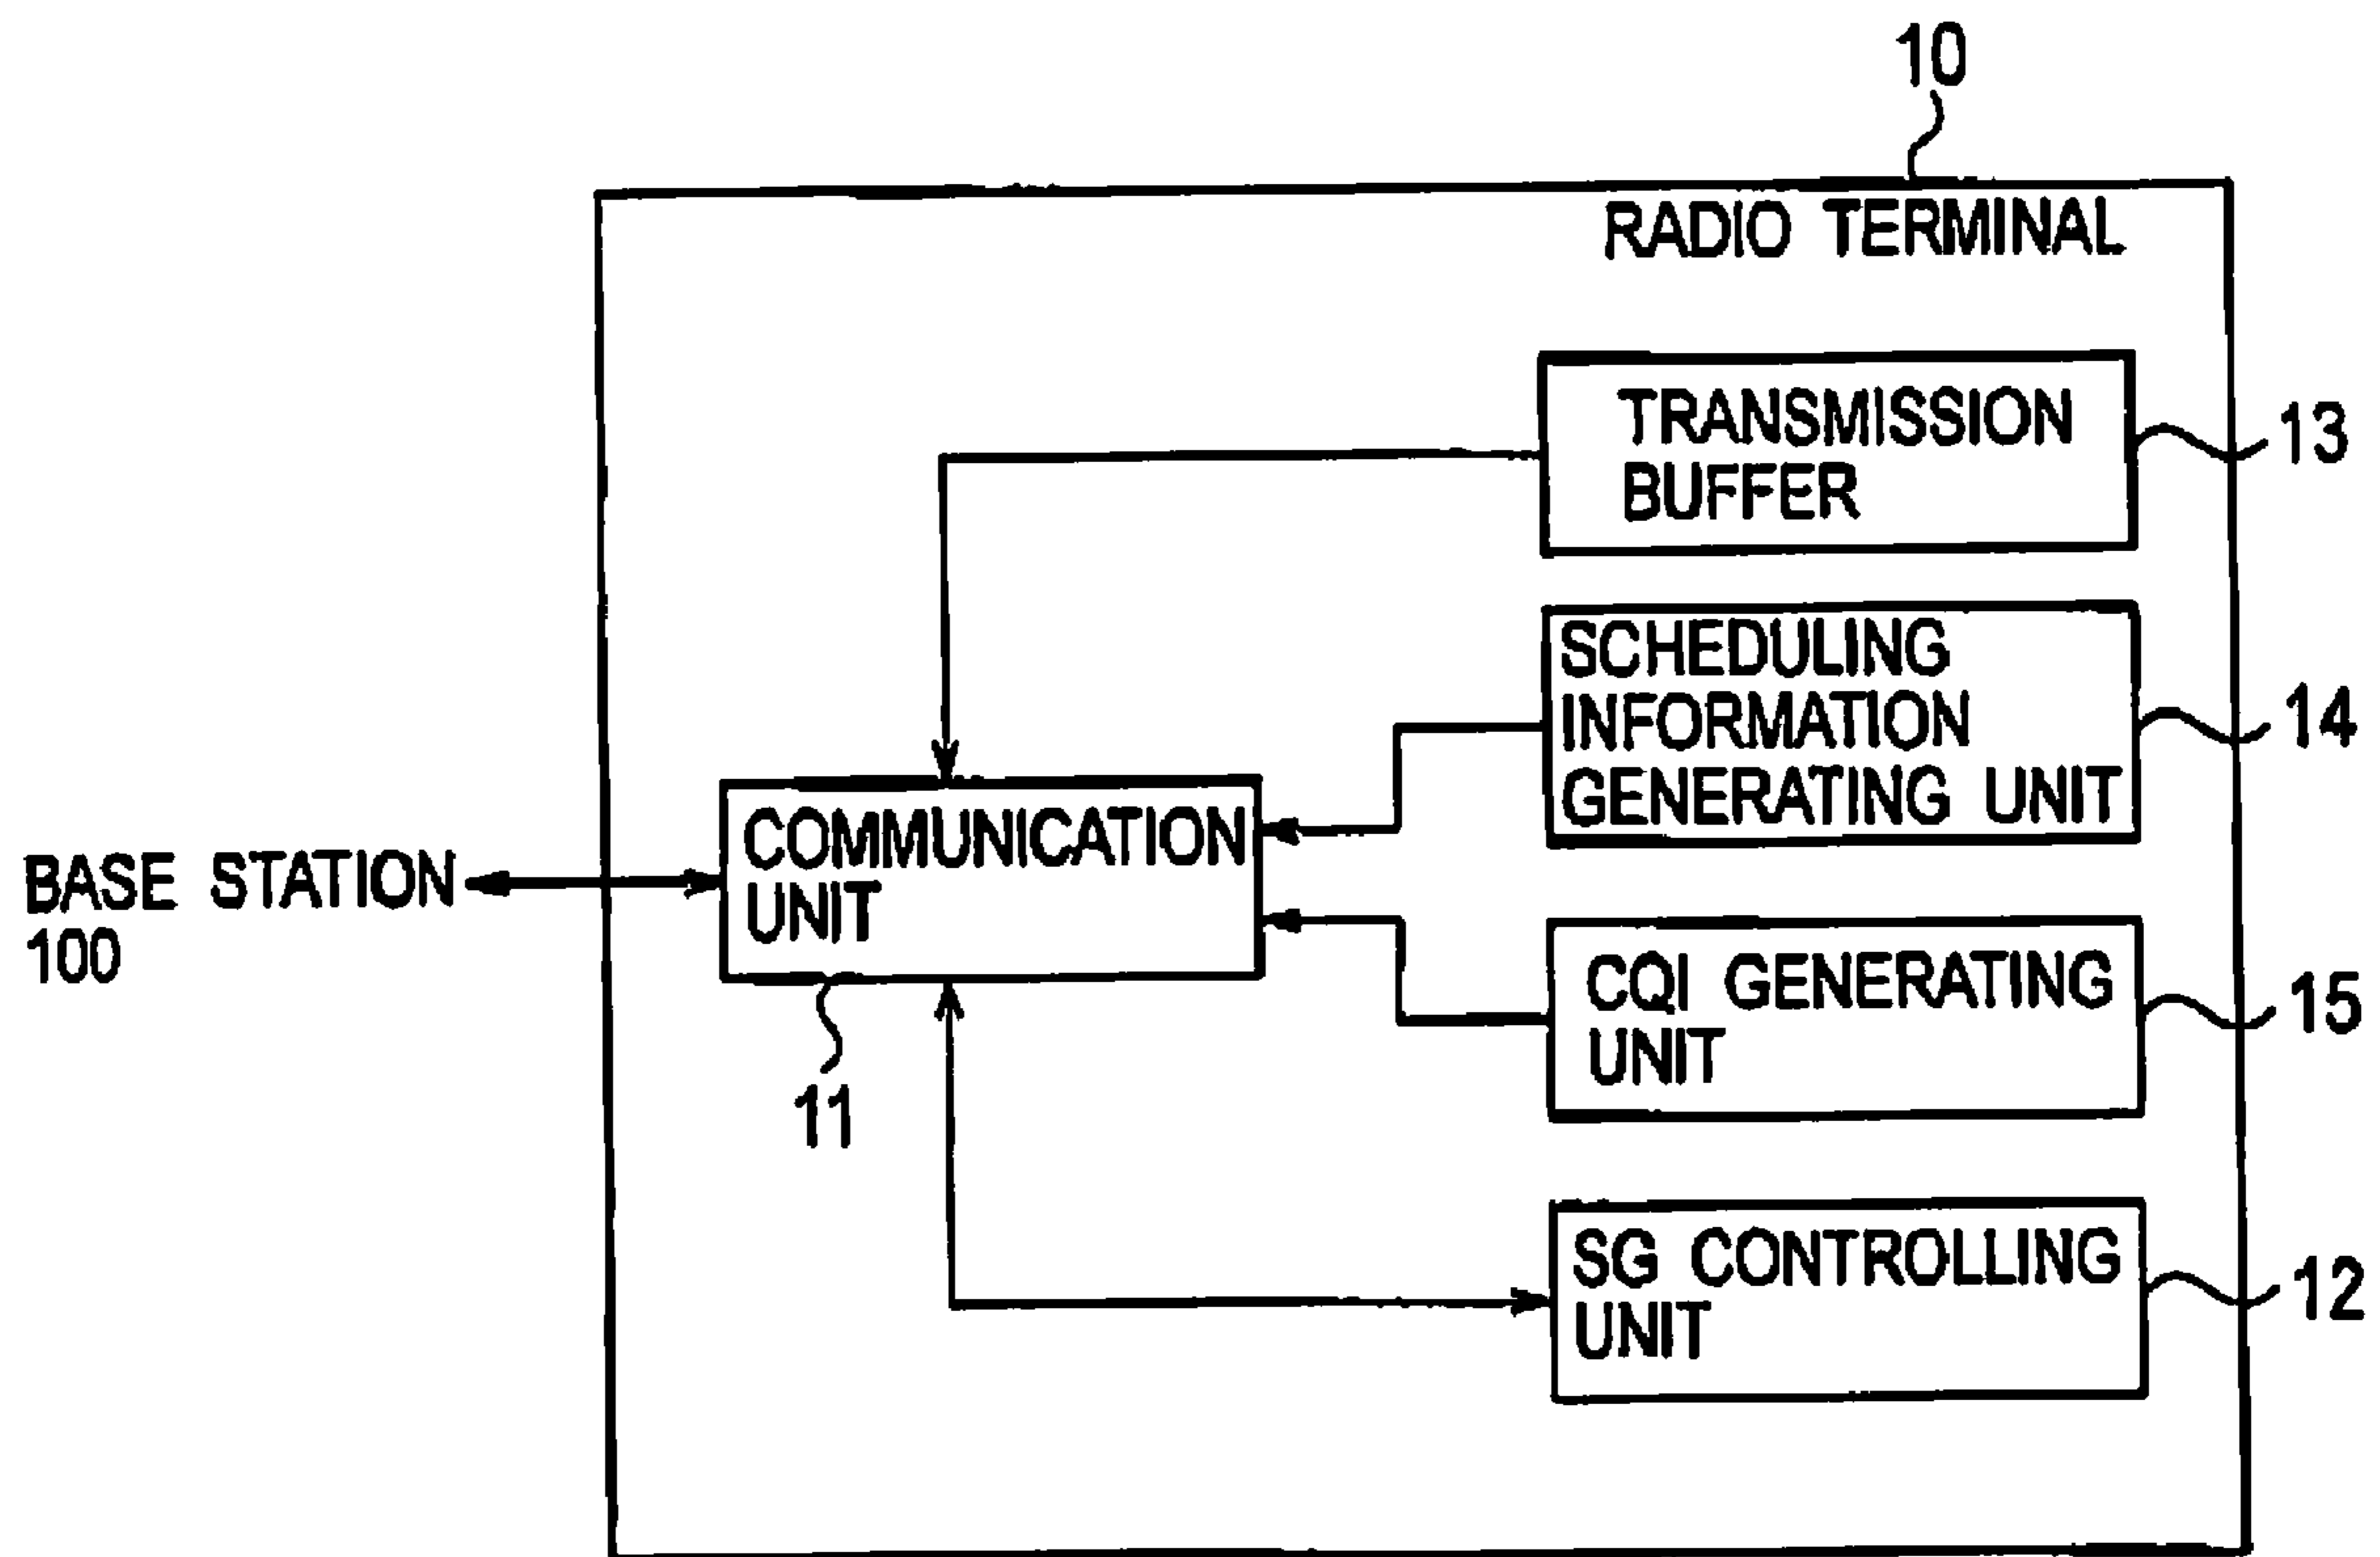 10
RADIO TERMINAL
TRANSMISSION
BUFFER
13
SCHEDULING
INFORMATION
GENERATING UNIT
14
COMMUNICATION
UNIT
11
BASE STATION
100
CQI GENERATING
UNIT
15
SG CONTROLLING
UNIT
12